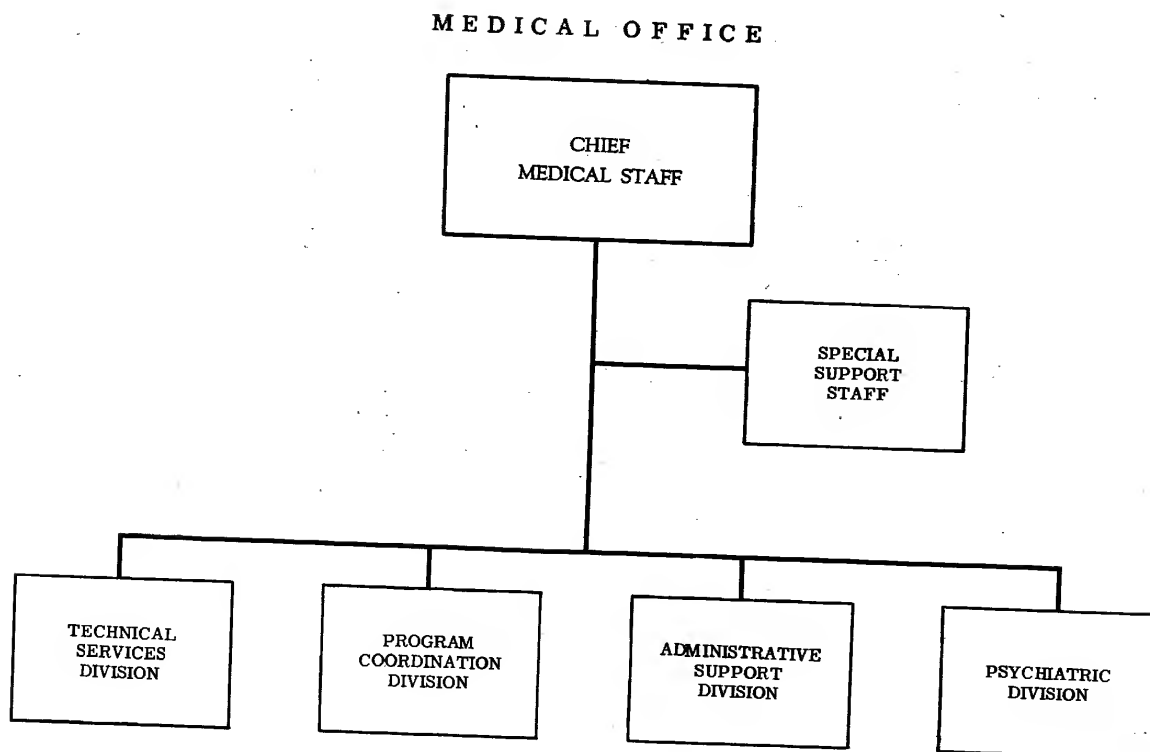 MEDICAL OFFICE
CHIEF
MEDICAL STAFF
SPECIAL
SUPPORT
STAFF
TECHNICAL
SERVICES
DIVISION
PROGRAM
COORDINATION
DIVISION
ADMINISTRATIVE
SUPPORT
DIVISION
PSYCHIATRIC
DIVISION